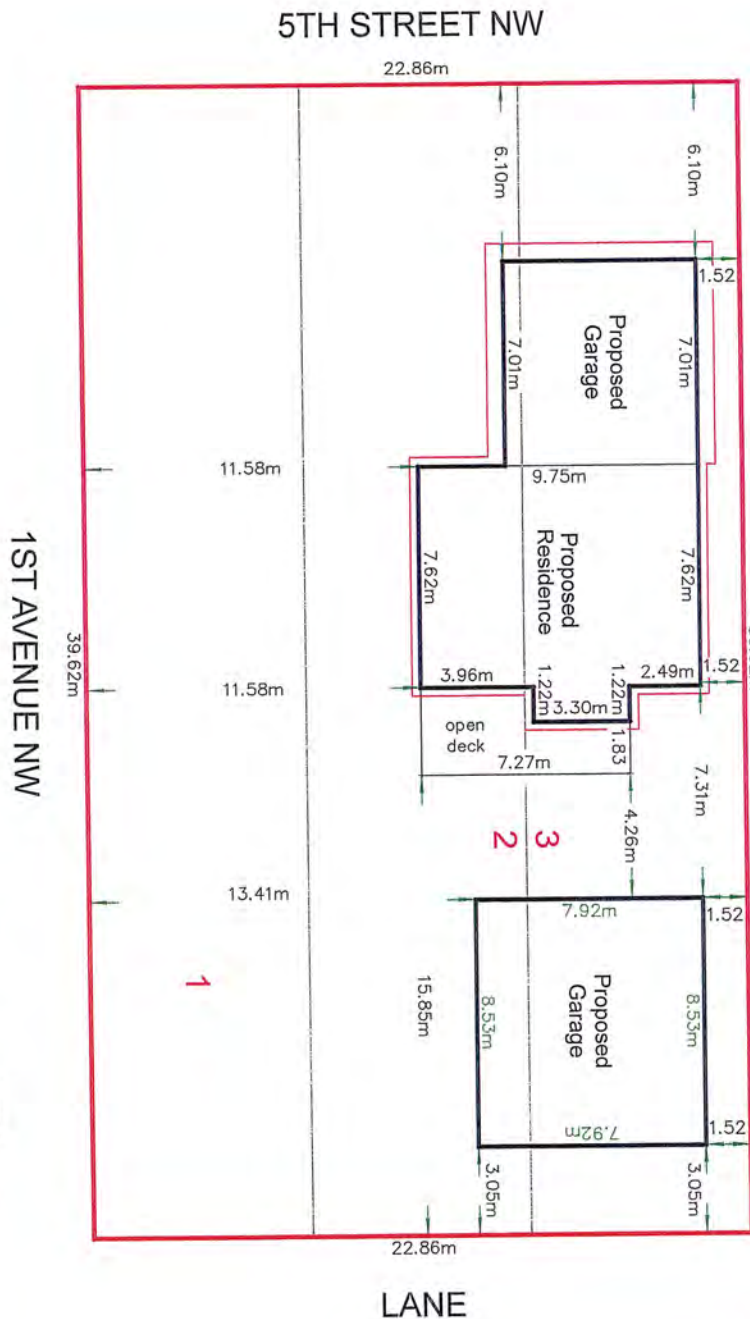 5TH STREET NW
22.86m
6.10m
6.10m
1.52
Proposed
Garage
7.01m
7.01m
11.58m
9.75m
Proposed
Residence
7.62m
7.62m
1ST AVENUE NW
39.62m
11.58m
3.96m
1.22m
3.30m
1.22m
2.49m
1.52
open
deck
1.83
7.27m
7.31m
4.26m
2
3
13.41m
7.92m
1.52
1
15.85m
8.53m
Proposed
Garage
8.53m
7.92m
1.52
3.05m
3.05m
22.86m
LANE